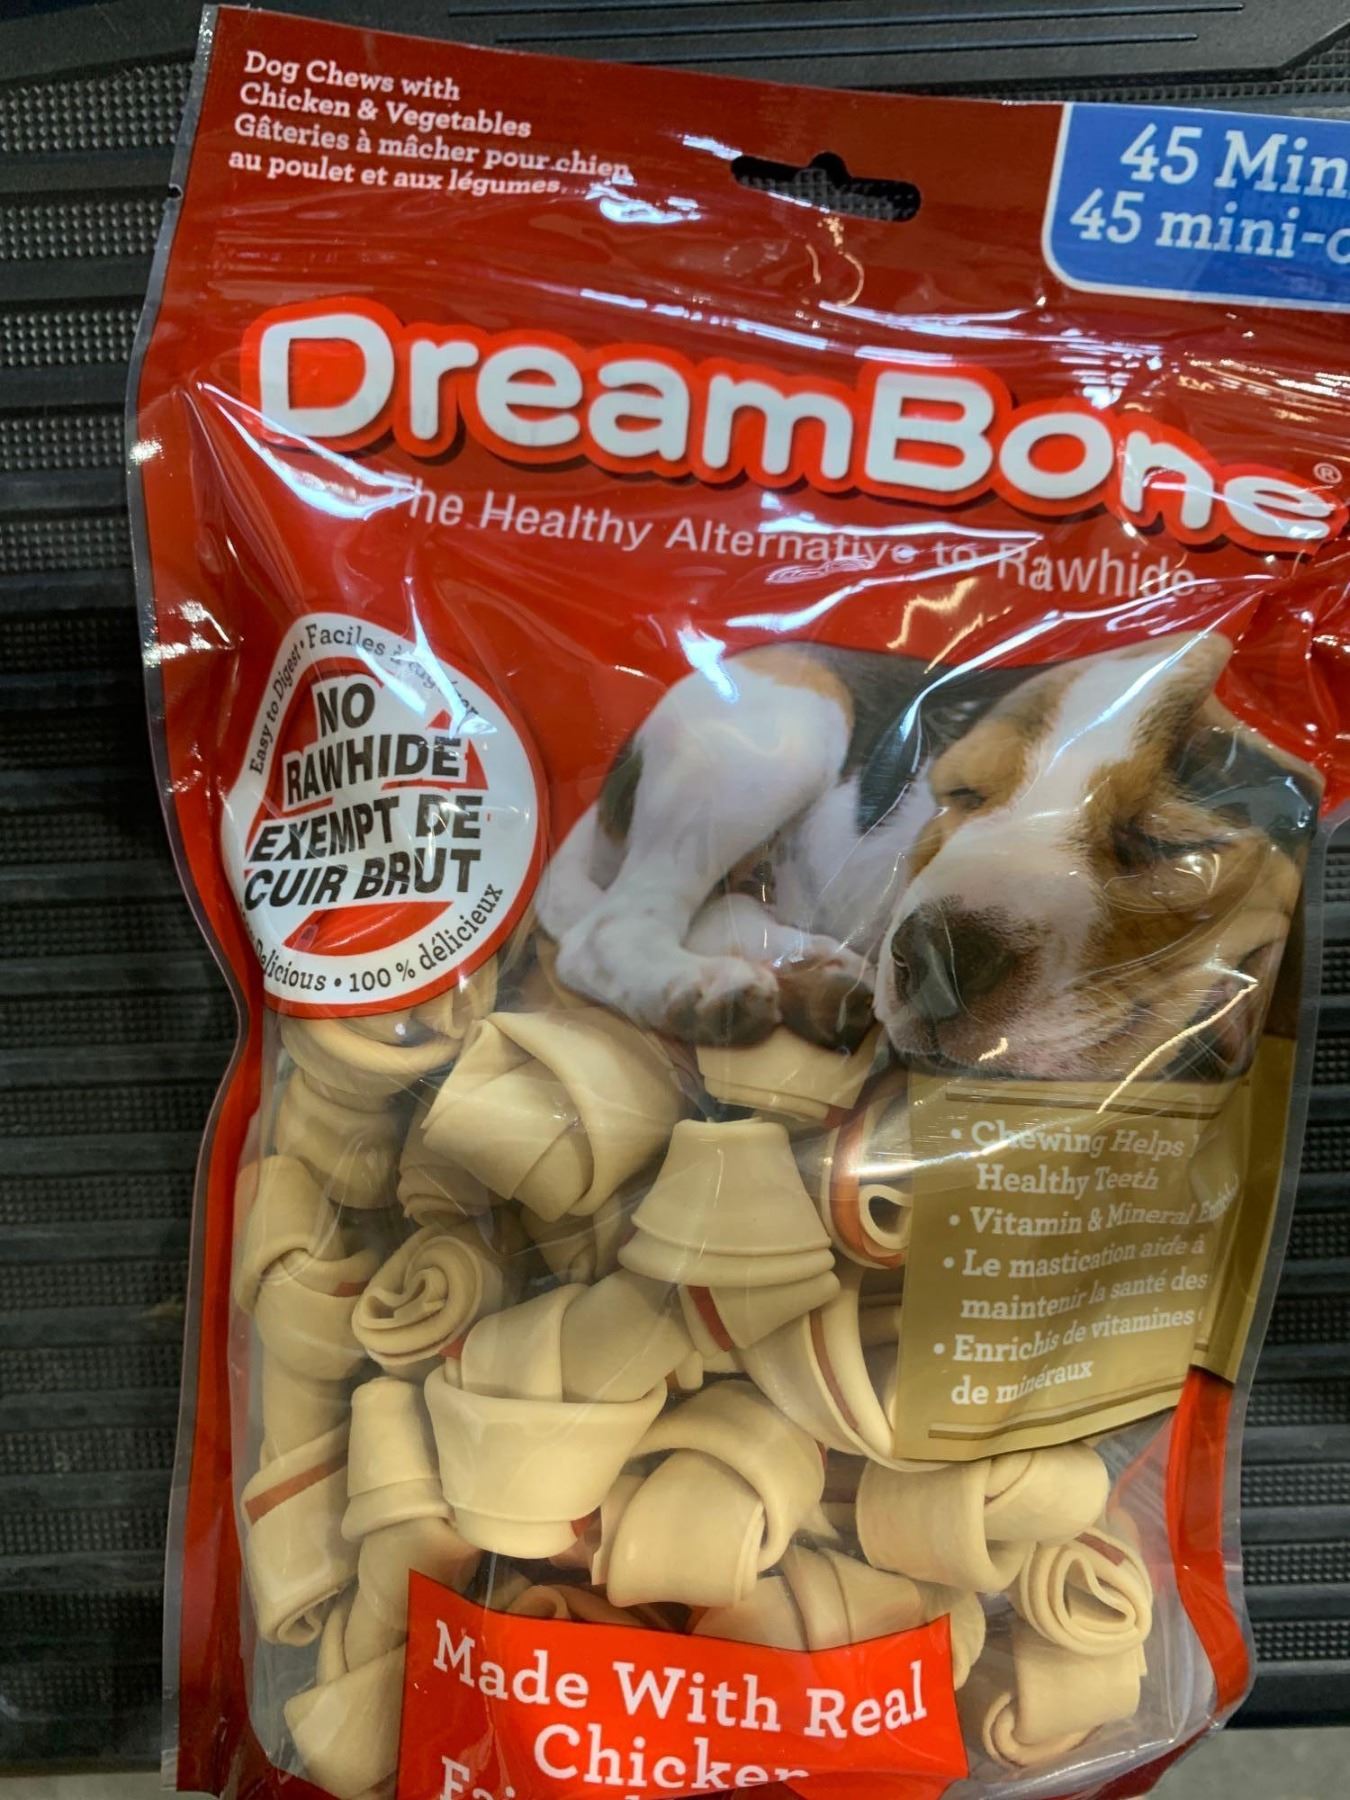 Dog Chews with
Chicken & Vegetables
Gâteries à mâcher pour chien
au poulet et aux légumes
45 Min
45 mini-
DreamBone®
The Healthy Alternative to Rawhide
Easy to Digest • Faciles à
NO
RAWHIDE
EXEMPT DE
CUIR BRUT
Delicious • 100 % délicieux
• Chewing Helps
Healthy Teeth
• Vitamin & Mineral
• Le mastication aide à
maintenir la santé des
• Enrichis de vitamines
de minéraux
Made With Real
Chicken